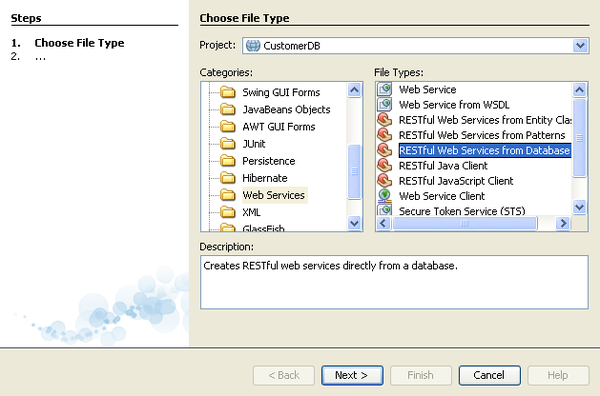 Steps
1. Choose File Type
2. ...
Choose File Type
Project: CustomerDB
Categories:
Swing GUI Forms
JavaBeans Objects
AWT GUI Forms
JUnit
Persistence
Hibernate
Web Services
XML
GlassFish
File Types:
Web Service
Web Service from WSDL
RESTful Web Services from Entity Clas
RESTful Web Services from Patterns
RESTful Web Services from Database
RESTful Java Client
RESTful JavaScript Client
Web Service Client
Secure Token Service (STS)
Description:
Creates RESTful web services directly from a database.
< Back Next > Finish Cancel Help